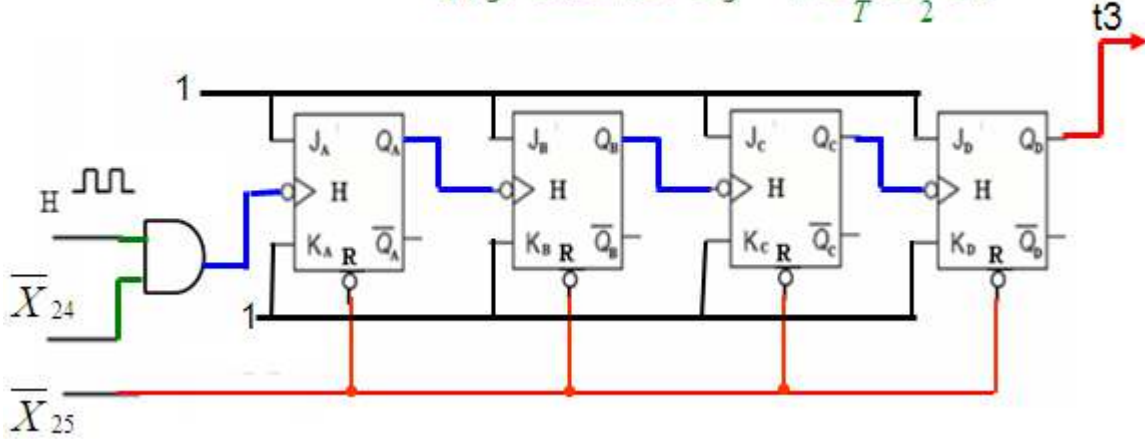 T 2
t3
1
J_A Q_A J_B Q_B J_C Q_C J_D Q_D
H H H H H
K_A R Q̅_A K_B R Q̅_B K_C R Q̅_C K_D R Q̅_D
X̅24
1
X̅25